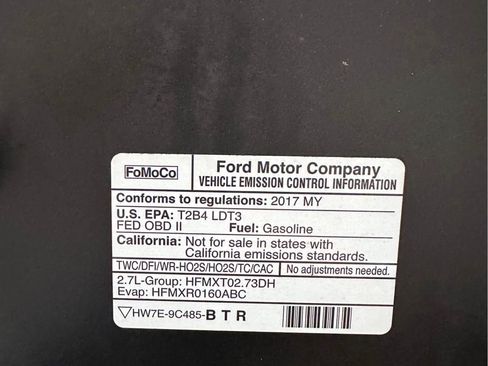 FoMoCo
Ford Motor Company
VEHICLE EMISSION CONTROL INFORMATION
Conforms to regulations: 2017 MY
U.S. EPA: T2B4 LDT3
FED OBD II Fuel: Gasoline
California: Not for sale in states with
California emissions standards.
TWC/DFI/WR-HO2S/HO2S/TC/CAC No adjustments needed.
2.7L-Group: HFMXT02.73DH
Evap: HFMXR0160ABC
HW7E-9C485-BTR